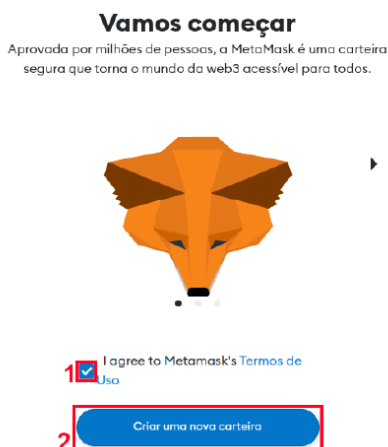 Vamos começar
Aprovada por milhões de pessoas, a MetaMask é uma carteira
segura que torna o mundo da web3 acessível para todos.
1 I agree to Metamask's Termos de
Uso
2 Criar uma nova carteira